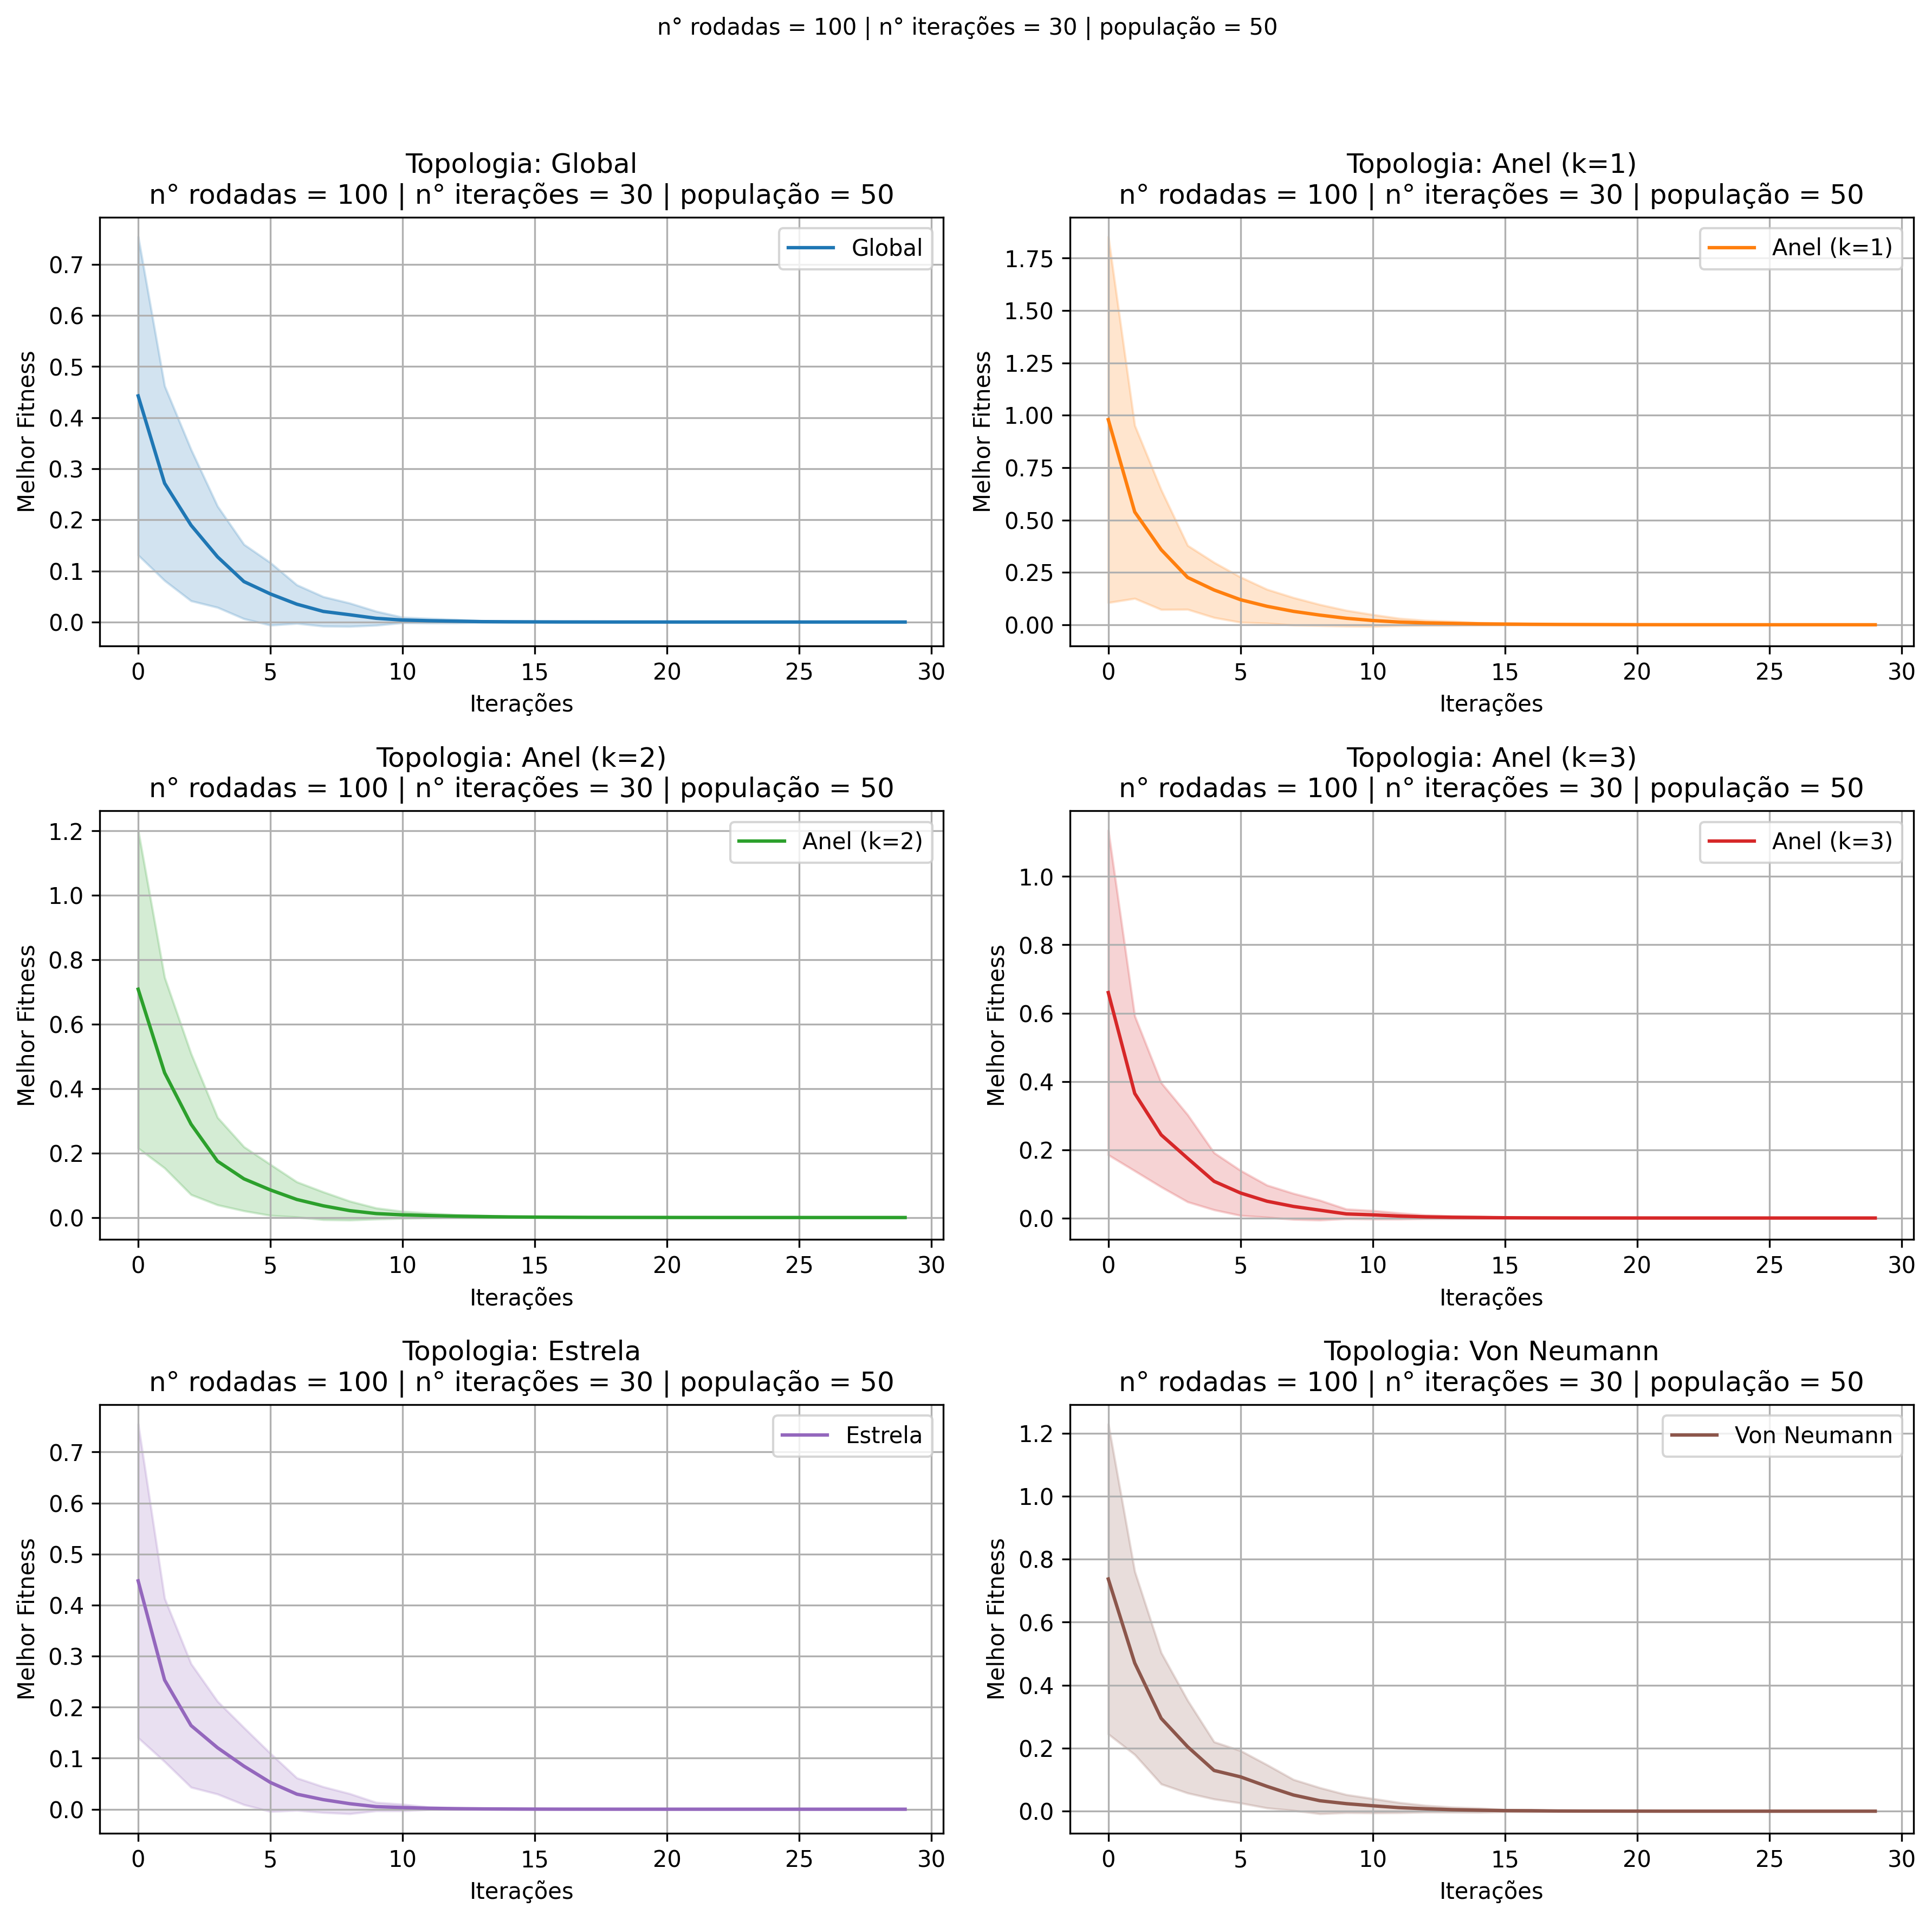 n° rodadas = 100 | n° iterações = 30 | população = 50
Topologia: Global
n° rodadas = 100 | n° iterações = 30 | população = 50
Global
Melhor Fitness
0.7
0.6
0.5
0.4
0.3
0.2
0.1
0.0
0 5 10 15 20 25 30
Iterações
Topologia: Anel (k=1)
n° rodadas = 100 | n° iterações = 30 | população = 50
Anel (k=1)
Melhor Fitness
1.75
1.50
1.25
1.00
0.75
0.50
0.25
0.00
0 5 10 15 20 25 30
Iterações
Topologia: Anel (k=2)
n° rodadas = 100 | n° iterações = 30 | população = 50
Anel (k=2)
Melhor Fitness
1.2
1.0
0.8
0.6
0.4
0.2
0.0
0 5 10 15 20 25 30
Iterações
Topologia: Anel (k=3)
n° rodadas = 100 | n° iterações = 30 | população = 50
Anel (k=3)
Melhor Fitness
1.0
0.8
0.6
0.4
0.2
0.0
0 5 10 15 20 25 30
Iterações
Topologia: Estrela
n° rodadas = 100 | n° iterações = 30 | população = 50
Estrela
Melhor Fitness
0.7
0.6
0.5
0.4
0.3
0.2
0.1
0.0
0 5 10 15 20 25 30
Iterações
Topologia: Von Neumann
n° rodadas = 100 | n° iterações = 30 | população = 50
Von Neumann
Melhor Fitness
1.2
1.0
0.8
0.6
0.4
0.2
0.0
0 5 10 15 20 25 30
Iterações